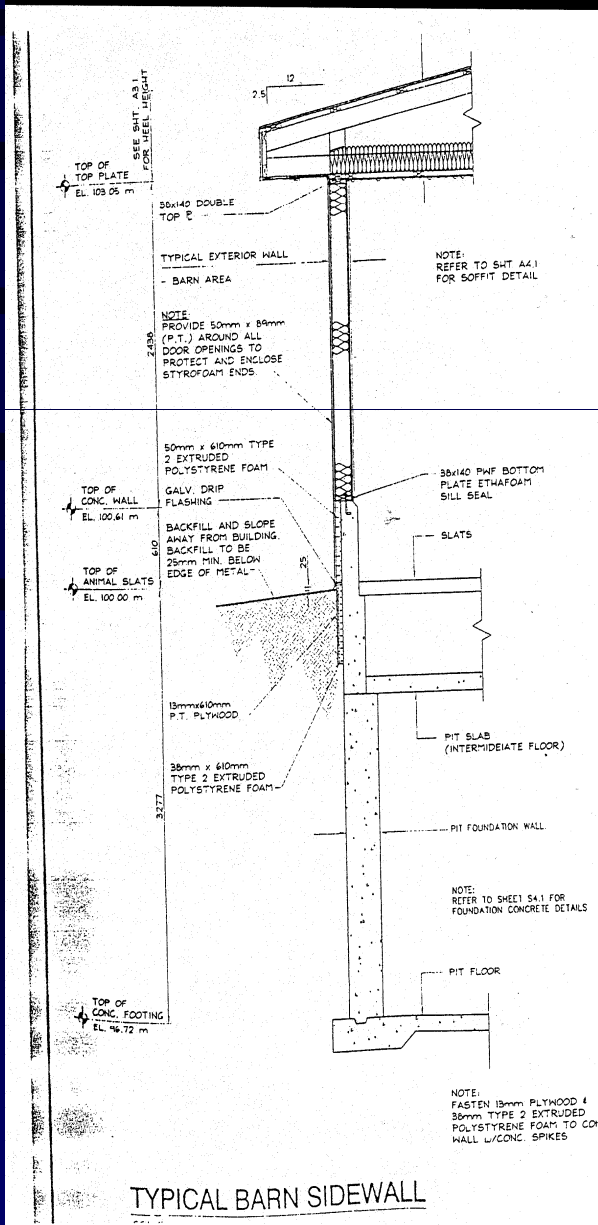 12
2.5
SEE SHT. A3.1
FOR HEEL HEIGHT
TOP OF
TOP PLATE
EL. 103.05 m
38x140 DOUBLE
TOP PL
TYPICAL EXTERIOR WALL
- BARN AREA
NOTE:
REFER TO SHT A4.1
FOR SOFFIT DETAIL
NOTE:
PROVIDE 50mm x 89mm
(P.T.) AROUND ALL
DOOR OPENINGS TO
PROTECT AND ENCLOSE
STYROFOAM ENDS.
2438
50mm x 610mm TYPE
2 EXTRUDED
POLYSTYRENE FOAM
38x140 PWF BOTTOM
PLATE ETHAFOAM
SILL SEAL
TOP OF
CONC. WALL
EL. 100.61 m
GALV. DRIP
FLASHING
BACKFILL AND SLOPE
AWAY FROM BUILDING.
BACKFILL TO BE
25mm MIN. BELOW
EDGE OF METAL
SLATS
610
25
TOP OF
ANIMAL SLATS
EL. 100.00 m
13mmx610mm
P.T. PLYWOOD
PIT SLAB
(INTERMIDEIATE FLOOR)
38mm x 610mm
TYPE 2 EXTRUDED
POLYSTYRENE FOAM
3277
PIT FOUNDATION WALL.
NOTE:
REFER TO SHEET S4.1 FOR
FOUNDATION CONCRETE DETAILS
PIT FLOOR
TOP OF
CONC. FOOTING
EL. 96.72 m
NOTE:
FASTEN 13mm PLYWOOD &
38mm TYPE 2 EXTRUDED
POLYSTYRENE FOAM TO CON
WALL w/CONC. SPIKES
TYPICAL BARN SIDEWALL